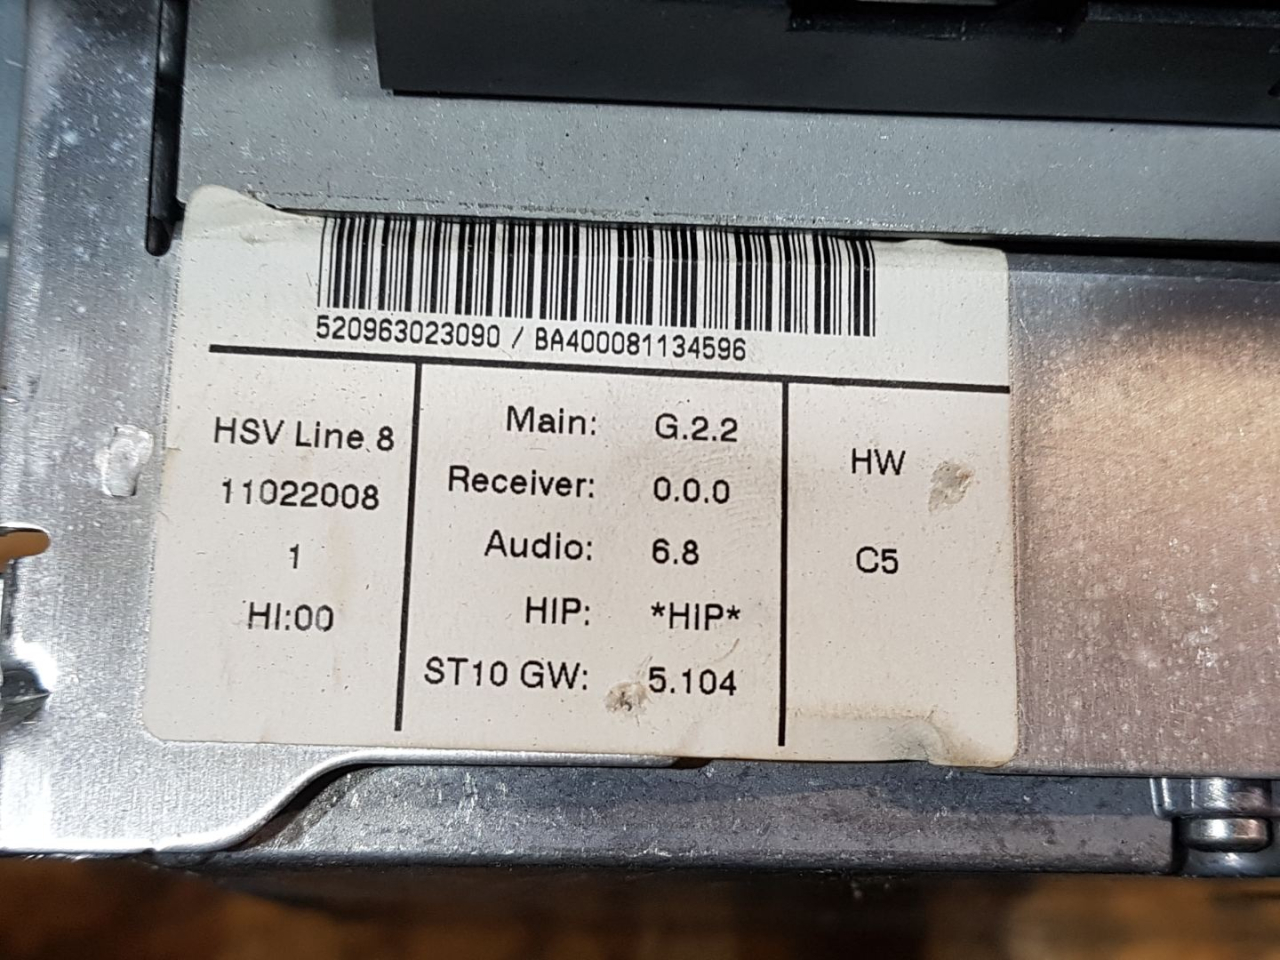 520963023090 / BA400081134596
HSV Line 8
11022008
1
HI:00
Main: G.2.2
Receiver: 0.0.0
Audio: 6.8
HIP: *HIP*
ST10 GW: 5.104
HW
C5